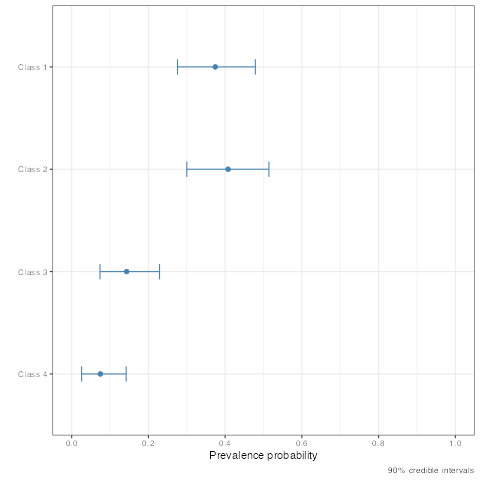 Class 1
Class 2
Class 3
Class 4
0.0 0.2 0.4 0.6 0.8 1.0
Prevalence probability
90% credible intervals